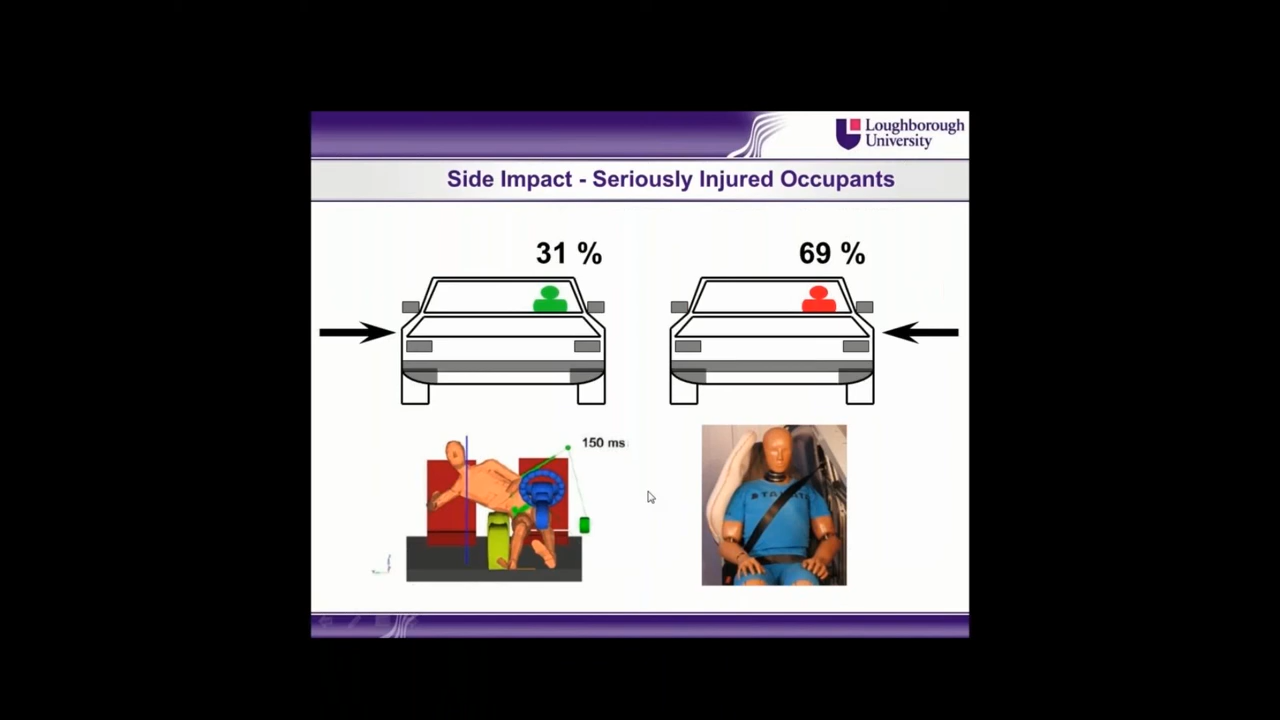 Loughborough
University
Side Impact - Seriously Injured Occupants
31 %
69 %
150 ms